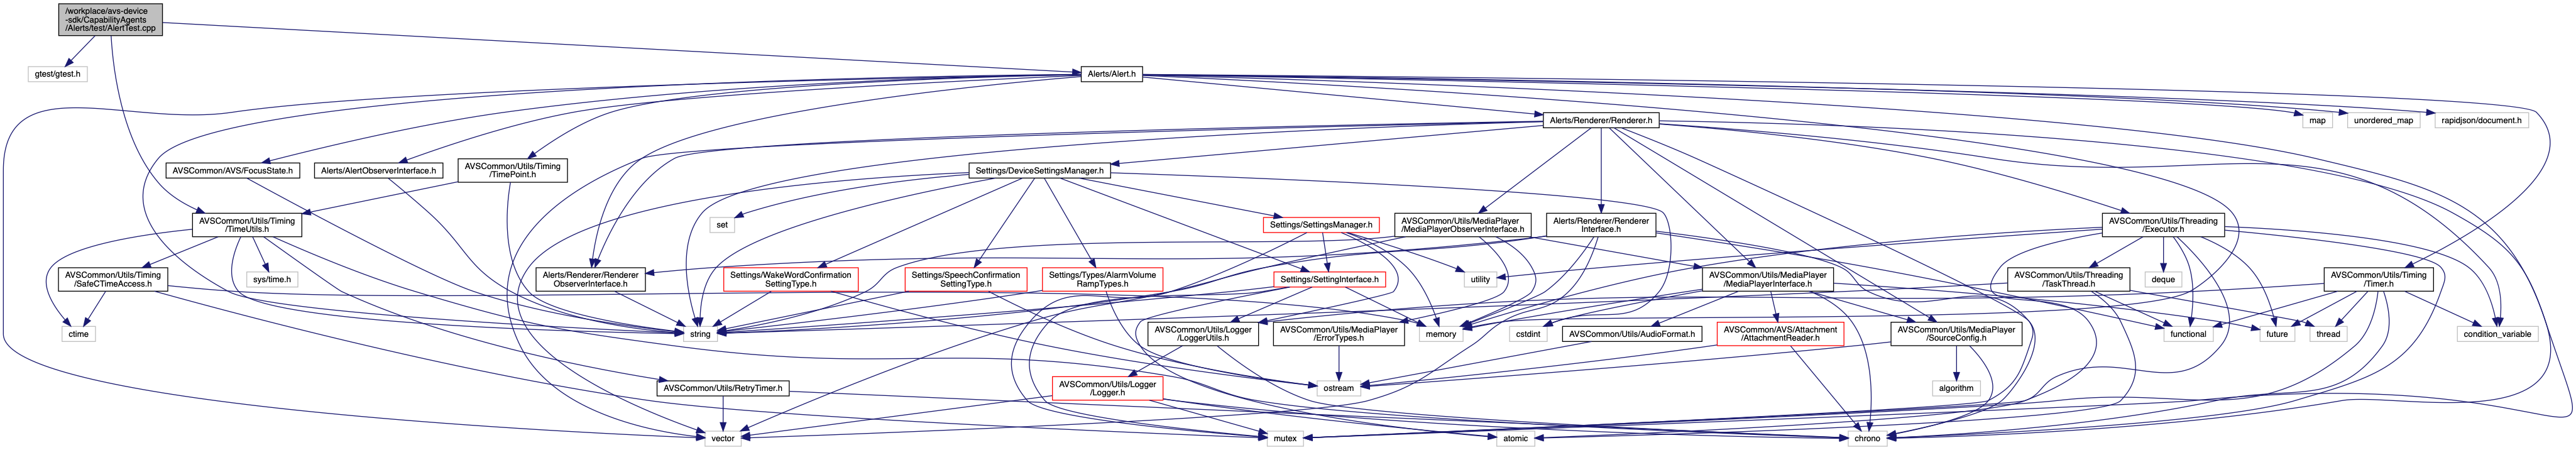 /workplace/avs-device
-sdk/CapabilityAgents
/Alerts/test/AlertTest.cpp
gtest/gtest.h
Alerts/Alert.h
Alerts/Renderer/Renderer.h
map
unordered_map
rapidjson/document.h
AVSCommon/AVS/FocusState.h
Alerts/AlertObserverInterface.h
AVSCommon/Utils/Timing
/TimePoint.h
Settings/DeviceSettingsManager.h
AVSCommon/Utils/Timing
/TimeUtils.h
set
Settings/SettingsManager.h
AVSCommon/Utils/MediaPlayer
/MediaPlayerObserverInterface.h
Alerts/Renderer/Renderer
Interface.h
AVSCommon/Utils/Threading
/Executor.h
AVSCommon/Utils/Timing
/SafeCTimeAccess.h
sys/time.h
Alerts/Renderer/Renderer
ObserverInterface.h
Settings/WakeWordConfirmation
SettingType.h
Settings/SpeechConfirmation
SettingType.h
Settings/Types/AlarmVolume
RampTypes.h
Settings/SettingInterface.h
utility
AVSCommon/Utils/MediaPlayer
/MediaPlayerInterface.h
AVSCommon/Utils/Threading
/TaskThread.h
deque
AVSCommon/Utils/Timing
/Timer.h
ctime
string
AVSCommon/Utils/Logger
/LoggerUtils.h
AVSCommon/Utils/MediaPlayer
/ErrorTypes.h
memory
cstdint
AVSCommon/Utils/AudioFormat.h
AVSCommon/AVS/Attachment
/AttachmentReader.h
AVSCommon/Utils/MediaPlayer
/SourceConfig.h
functional
future
thread
condition_variable
AVSCommon/Utils/RetryTimer.h
AVSCommon/Utils/Logger
/Logger.h
ostream
algorithm
vector
mutex
atomic
chrono